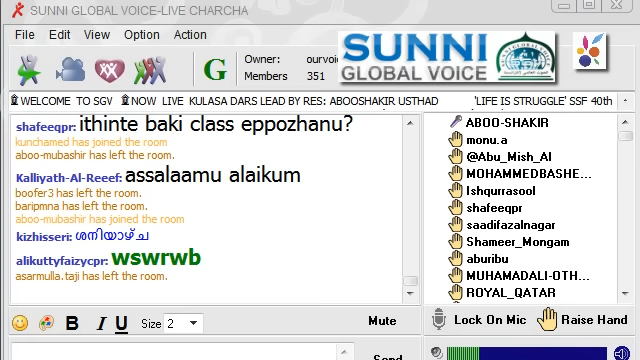 SUNNI GLOBAL VOICE-LIVE CHARCHA
File Edit View Option Action
G Owner: ourvoi
Members 351
SUNNI
GLOBAL VOICE
WELCOME TO SGV NOW LIVE KULASA DARS LEAD BY RES: ABOOSHAKIR USTHAD 'LIFE IS STRUGGLE' SSF 40th
shafeeqpr: ithinte baki class eppozhanu?
kunchamed has joined the room
aboo-mubashir has left the room.
Kalliyath-Al-Reeef: assalaamu alaikum
boofer3 has left the room.
baripmna has left the room.
aboo-mubashir has joined the room
kizhisseri: ശനിയാഴ്ച
alikuttyfaizycpr: wswrwb
asarmulla.taji has left the room.
ABOO-SHAKIR
monu.a
@Abu_Mish_Al
MOHAMMEDBASHE...
Ishqurrasool
shafeeqpr
saadifazalnagar
Shameer_Mongam
aburibu
MUHAMADALI-OTH...
ROYAL_QATAR
B I U Size 2 Mute
Lock On Mic Raise Hand
Send